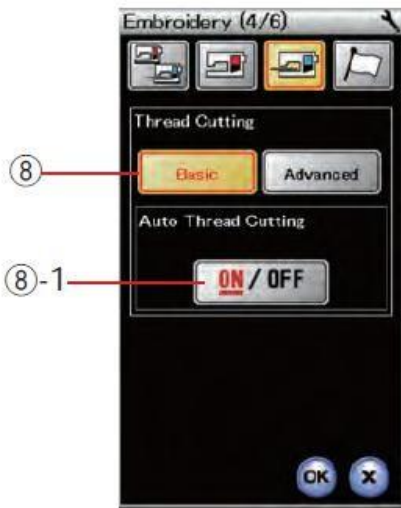 Embroidery (4/6)
Thread Cutting
⑧
Basic
Advanced
Auto Thread Cutting
⑧-1
ON / OFF
OK
X